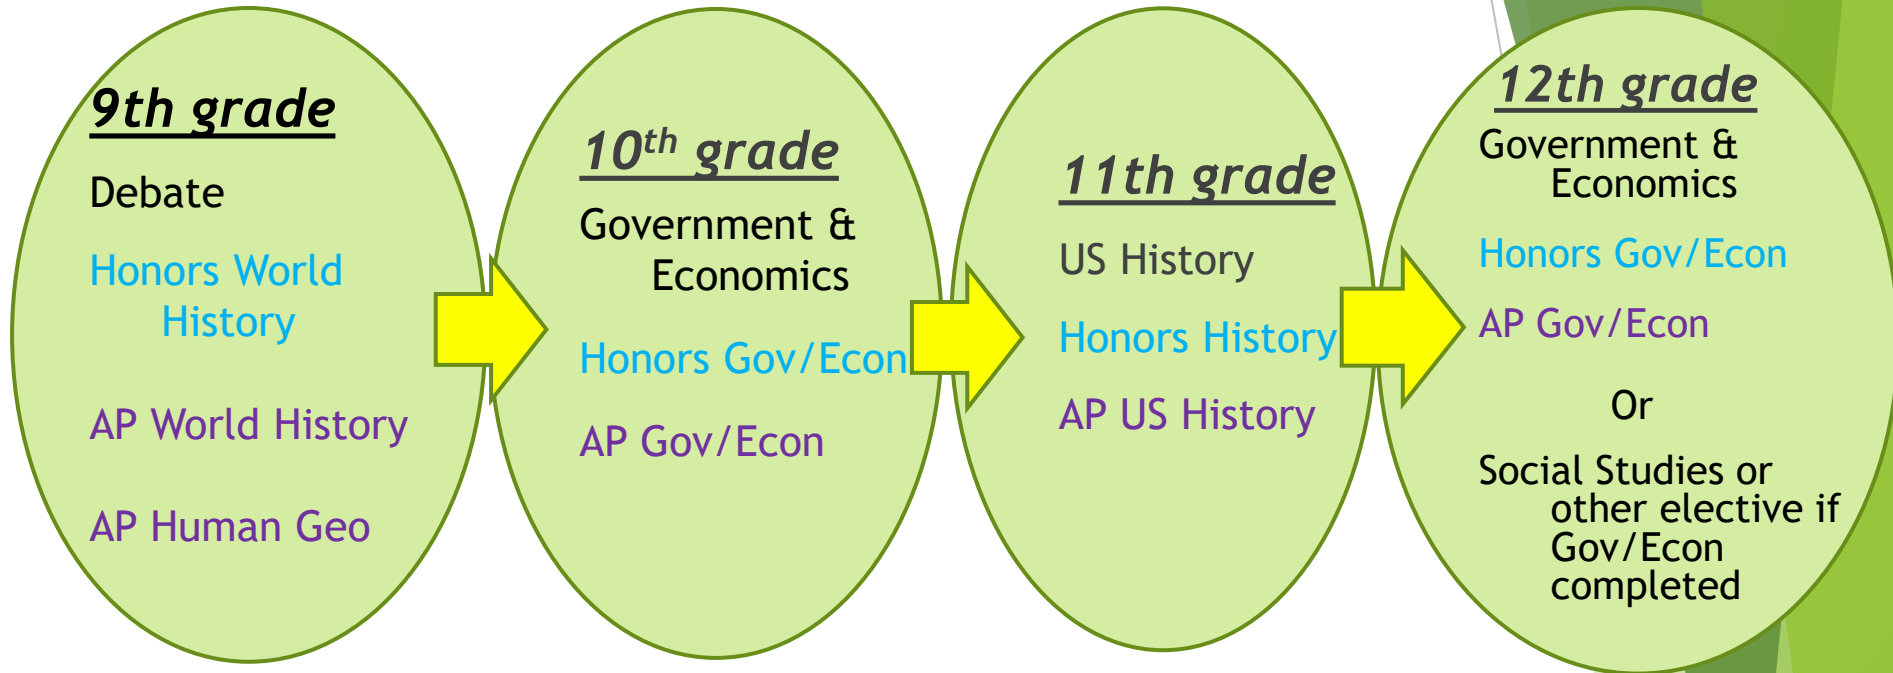 9th grade
Debate
Honors World
History
AP World History
AP Human Geo
10th grade
Government &
Economics
Honors Gov/Econ
AP Gov/Econ
11th grade
US History
Honors History
AP US History
12th grade
Government &
Economics
Honors Gov/Econ
AP Gov/Econ
Or
Social Studies or
other elective if
Gov/Econ
completed